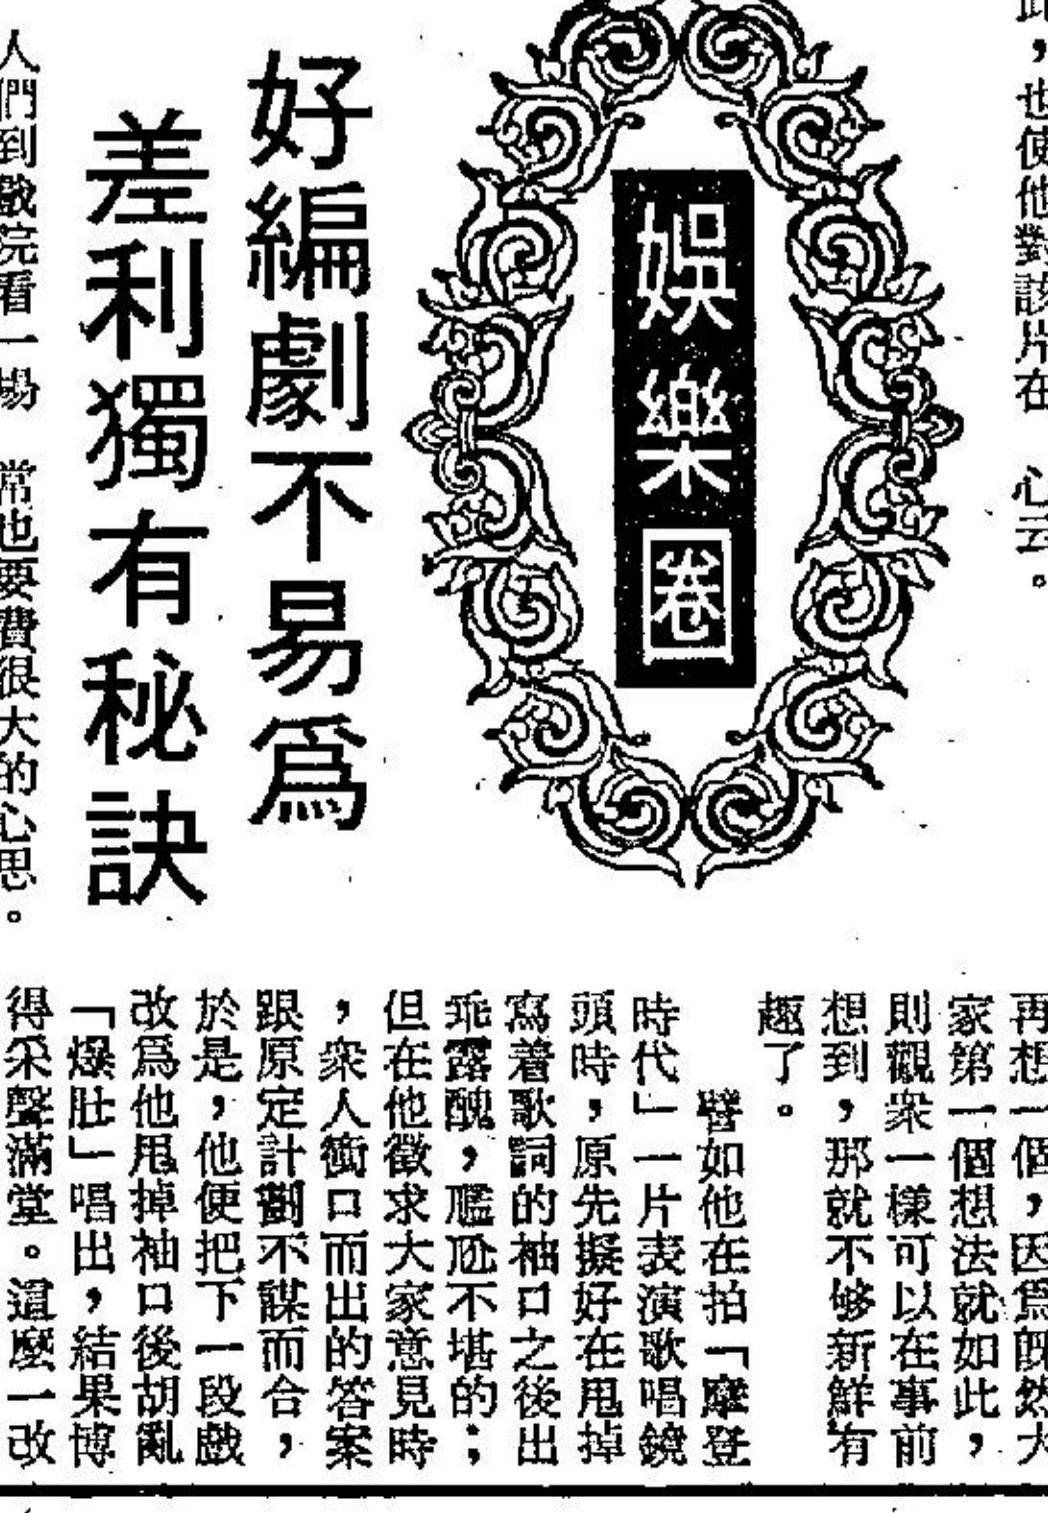 此，也使他對該片在　心云。
娛樂圈
好編劇不易爲
差利獨有秘訣
人們到戲院看一場　常也要費很大的心思。
再想一個，因爲既然大
家第一個想法就如此，
則觀衆一樣可以在事前
想到，那就不够新鮮有
趣了。
譬如他在拍「摩登
時代」一片表演歌唱鏡
頭時，原先擬好在甩掉
寫着歌詞的袖口之後出
乖露醜，尷尬不堪的；
但在他徵求大家意見時
，衆人衝口而出的答案
跟原定計劃不謀而合，
於是，他便把下一段戲
改爲他甩掉袖口後胡亂
「爆肚」唱出，結果博
得采聲滿堂。這麼一改